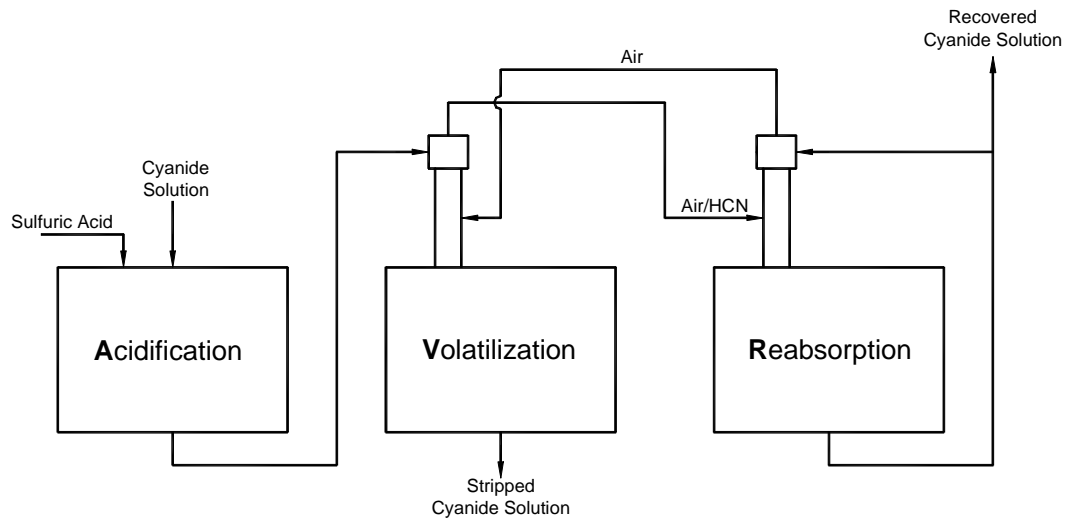 Recovered
Cyanide Solution
Air
Cyanide
Solution
Sulfuric Acid
Air/HCN
Acidification
Volatilization
Reabsorption
Stripped
Cyanide Solution